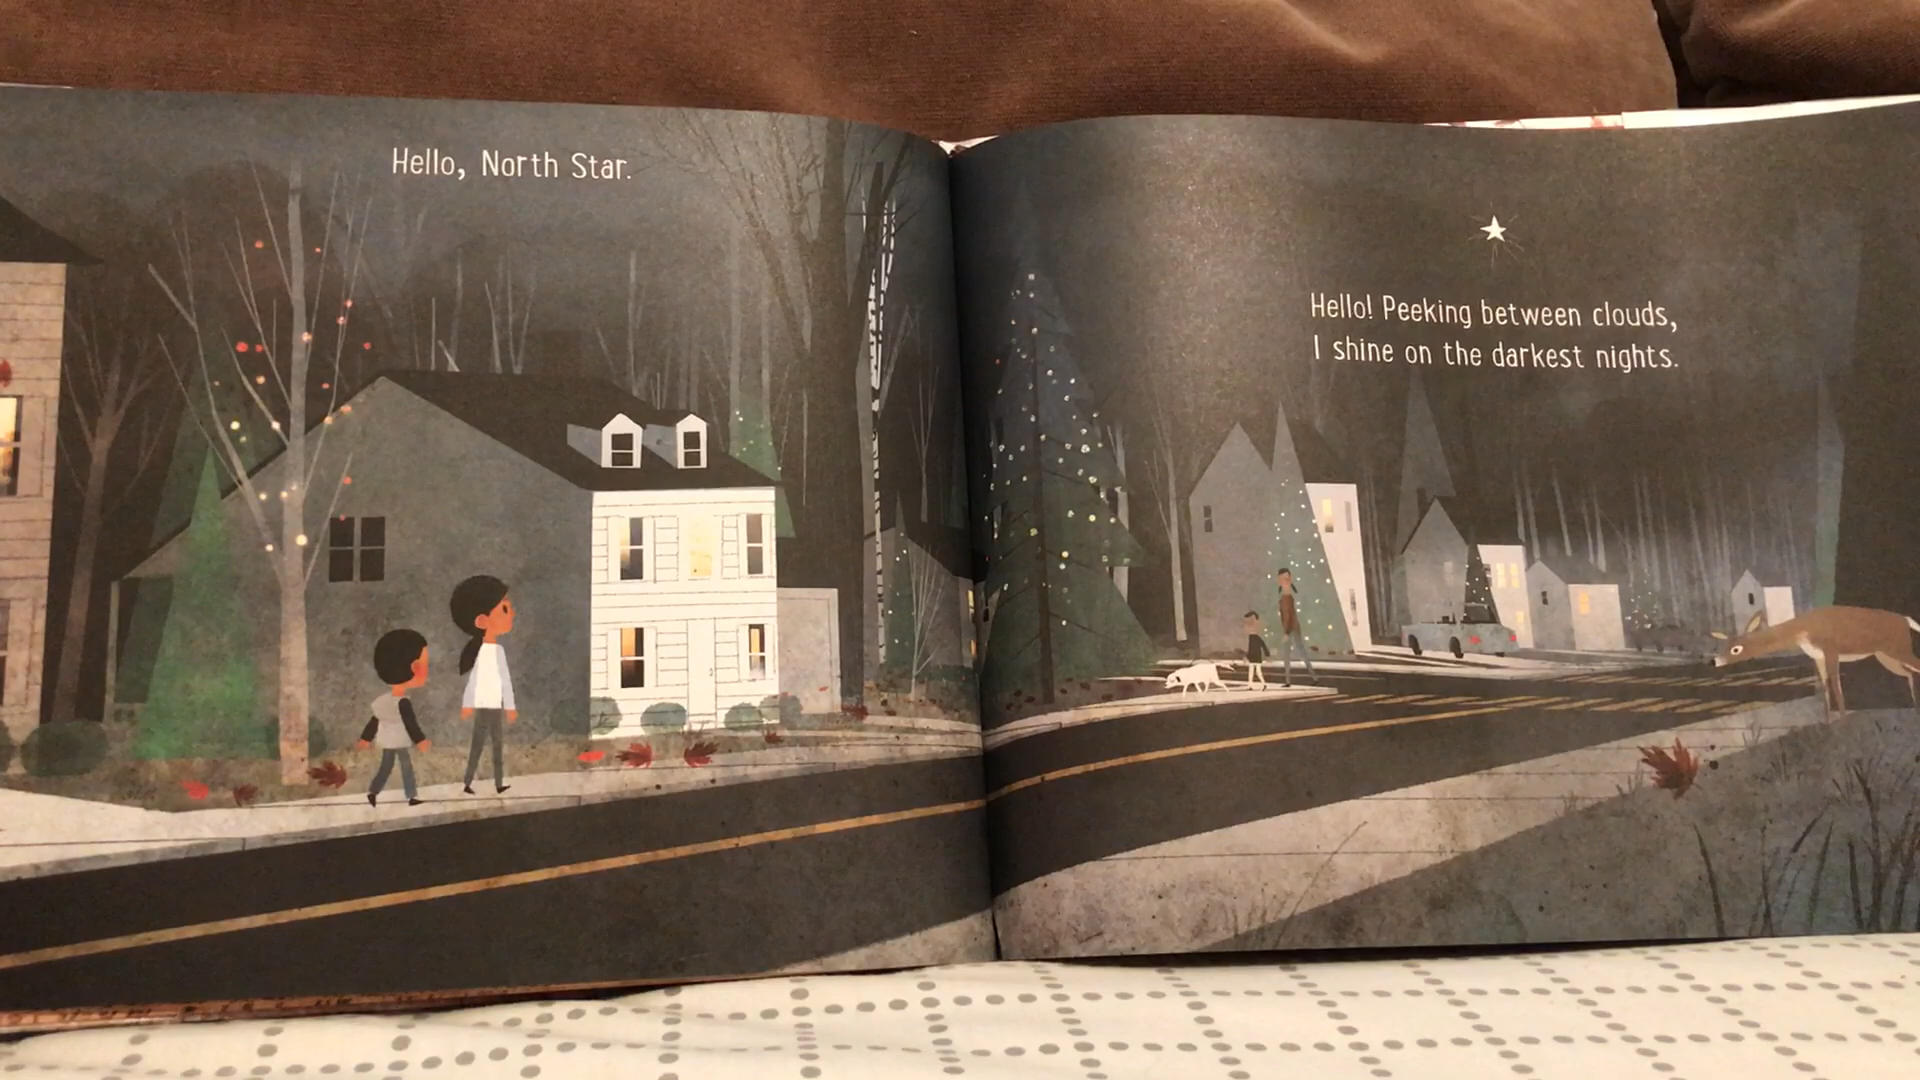 Hello, North Star.
Hello! Peeking between clouds,
I shine on the darkest nights.